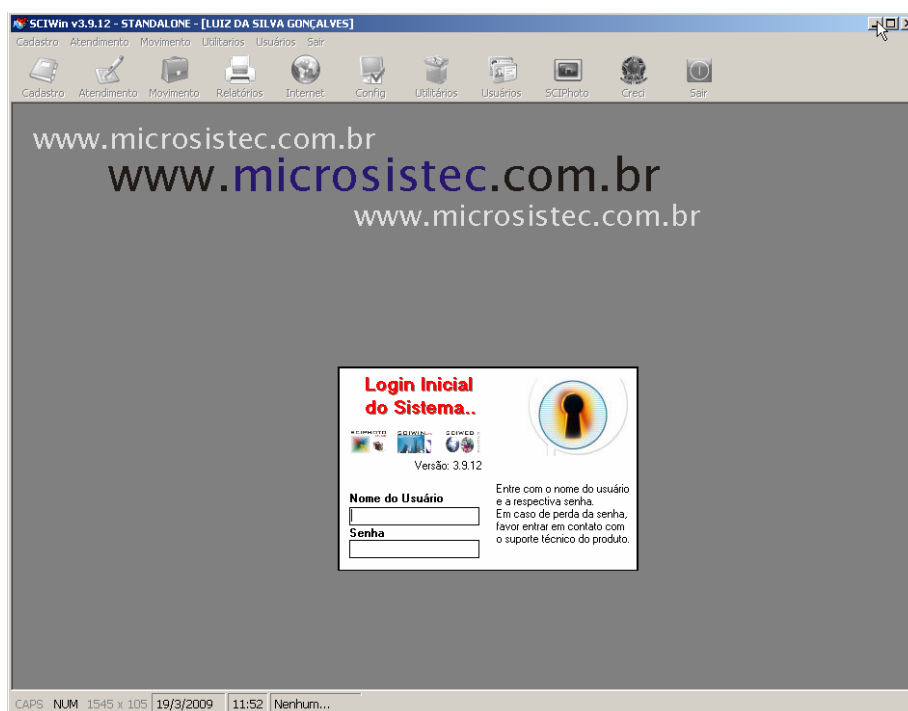 SCIWin v3.9.12 - STANDALONE - [LUIZ DA SILVA GONÇALVES]
Cadastro Atendimento Movimento Utilitarios Usuários Sair
Cadastro Atendimento Movimento Relatórios Internet Config Utilitários Usuários SCIPhoto Creci Sair
www.microsistec.com.br
www.microsistec.com.br
www.microsistec.com.br
Login Inicial
do Sistema..
SCIPHOTO SCIWIN SCIWEB
Versão: 3.9.12
Nome do Usuário
Senha
Entre com o nome do usuário
e a respectiva senha.
Em caso de perda da senha,
favor entrar em contato com
o suporte técnico do produto.
CAPS NUM 1545 x 105 19/3/2009 11:52 Nenhum...